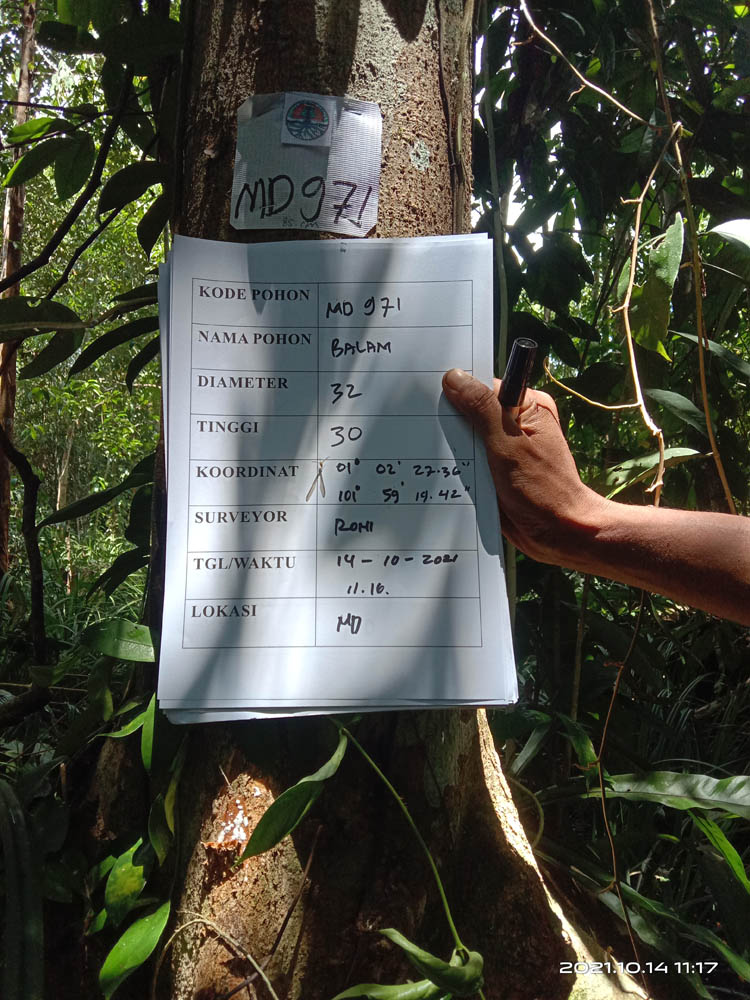 MD 971
KODE POHON MD 971
NAMA POHON BALAM
DIAMETER 32
TINGGI 30
KOORDINAT 01° 02' 27.36"
101° 59' 19.42"
SURVEYOR ROMI
TGL/WAKTU 14-10-2021
11.16.
LOKASI MD
2021.10.14 11:17